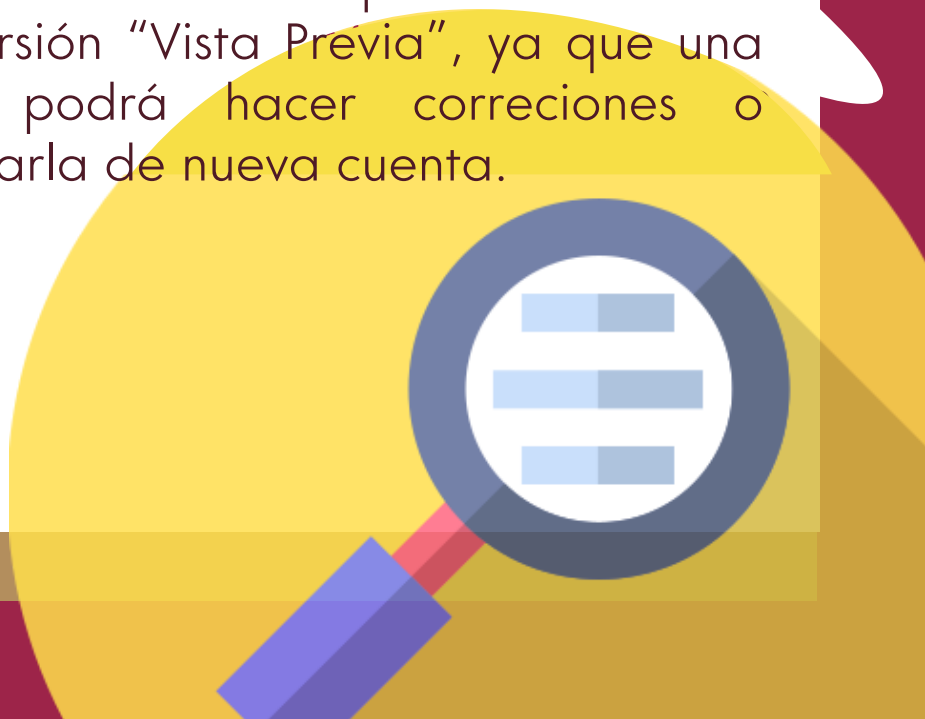 rsión “Vista Previa”, ya que una
podrá hacer correciones o
arla de nueva cuenta.